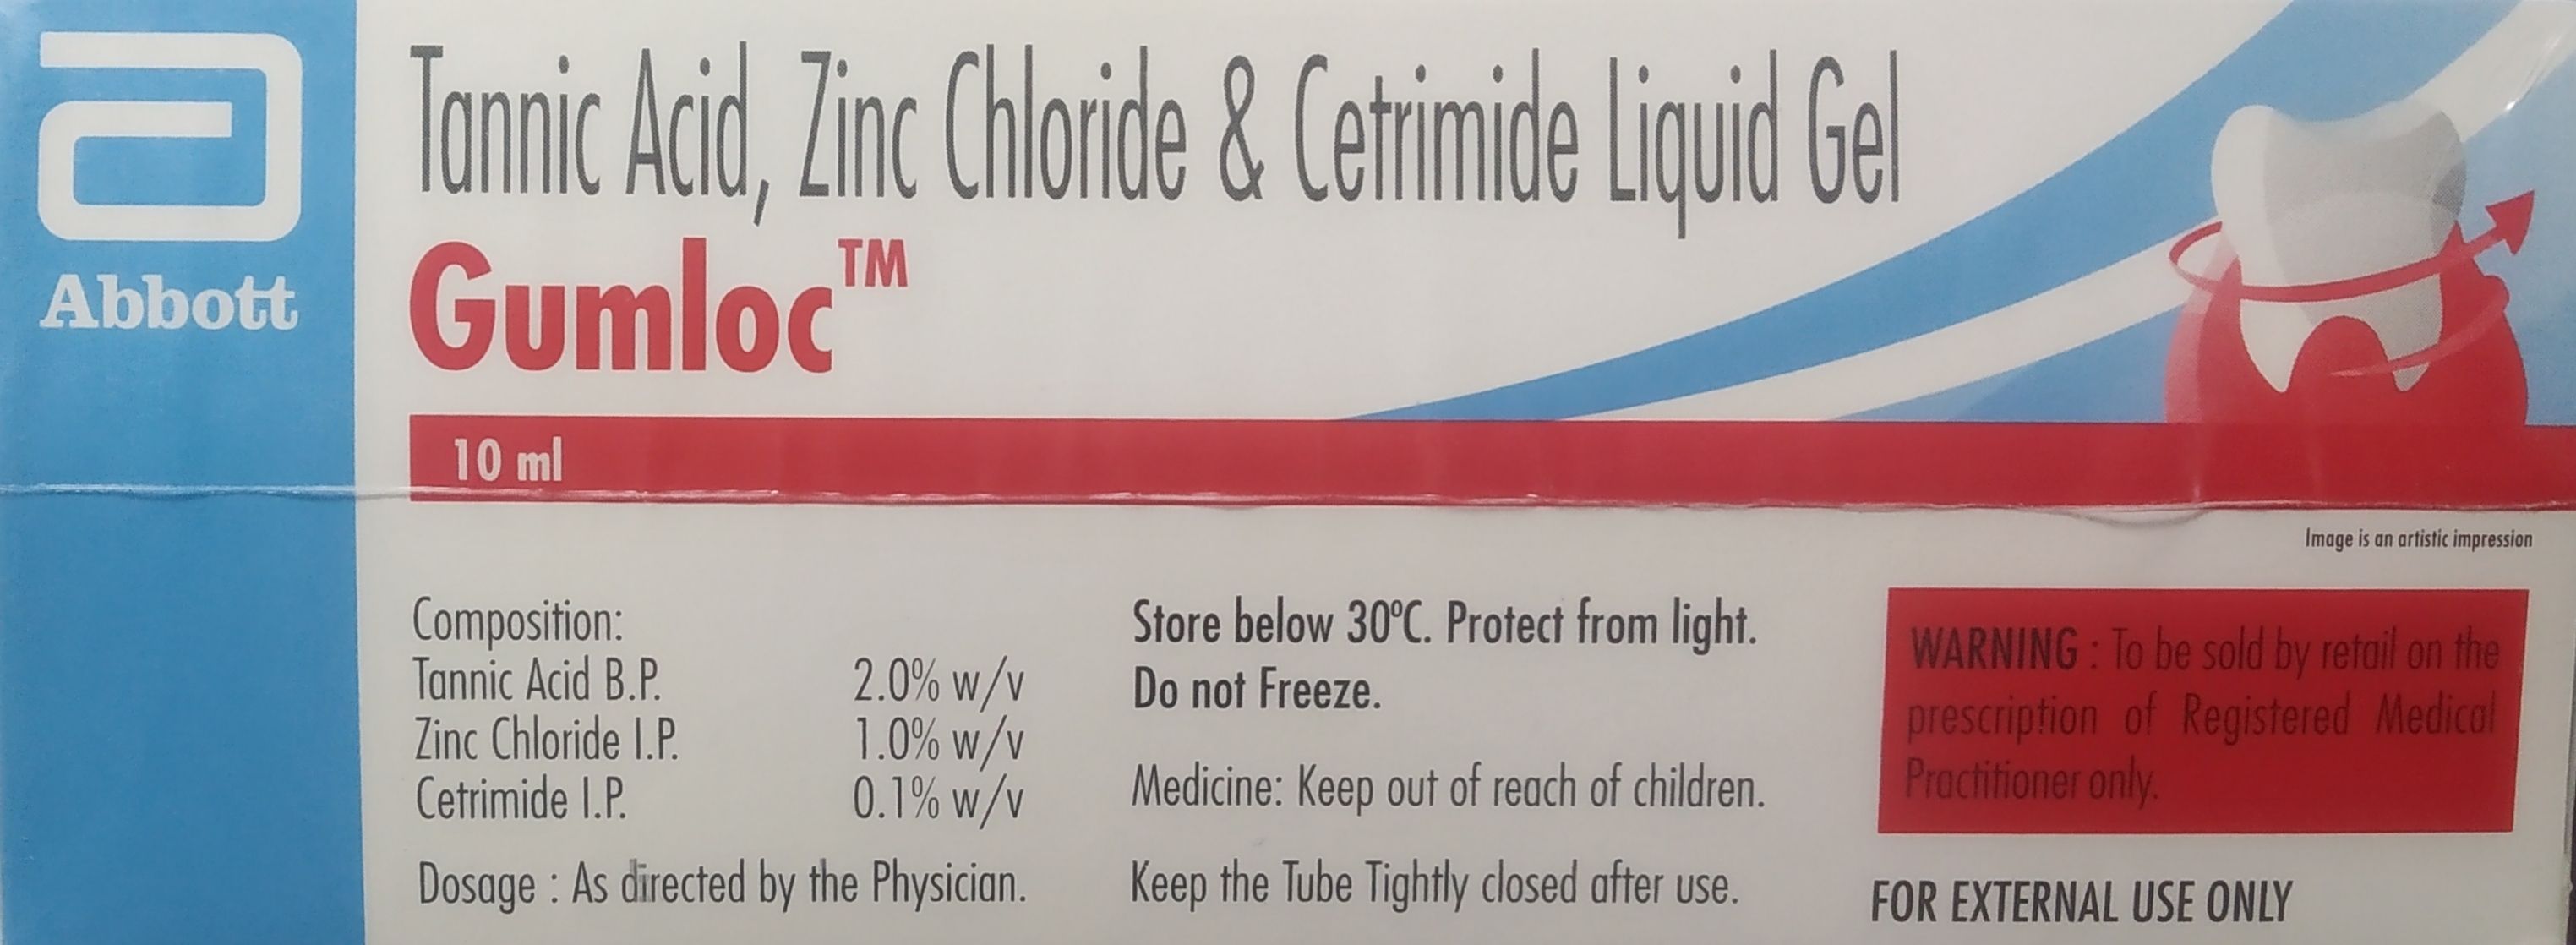 Abbott
Tannic Acid, Zinc Chloride & Cetrimide Liquid Gel
Gumloc™
10 ml
Image is an artistic impression
Composition:
Tannic Acid B.P. 2.0% w/v
Zinc Chloride I.P. 1.0% w/v
Cetrimide I.P. 0.1% w/v
Dosage : As directed by the Physician.
Store below 30ºC. Protect from light.
Do not Freeze.
Medicine: Keep out of reach of children.
Keep the Tube Tightly closed after use.
WARNING : To be sold by retail on the
prescription of Registered Medical
Practitioner only.
FOR EXTERNAL USE ONLY